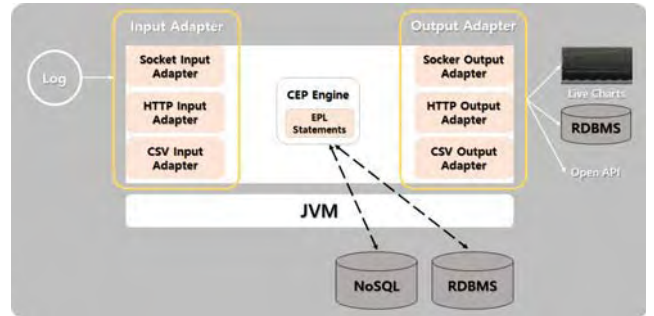 Input Adapter
Output Adapter
Log
Socket Input
Adapter
HTTP Input
Adapter
CSV Input
Adapter
CEP Engine
EPL
Statements
Socker Output
Adapter
HTTP Output
Adapter
CSV Output
Adapter
Live Charts
RDBMS
Open API
JVM
NoSQL
RDBMS